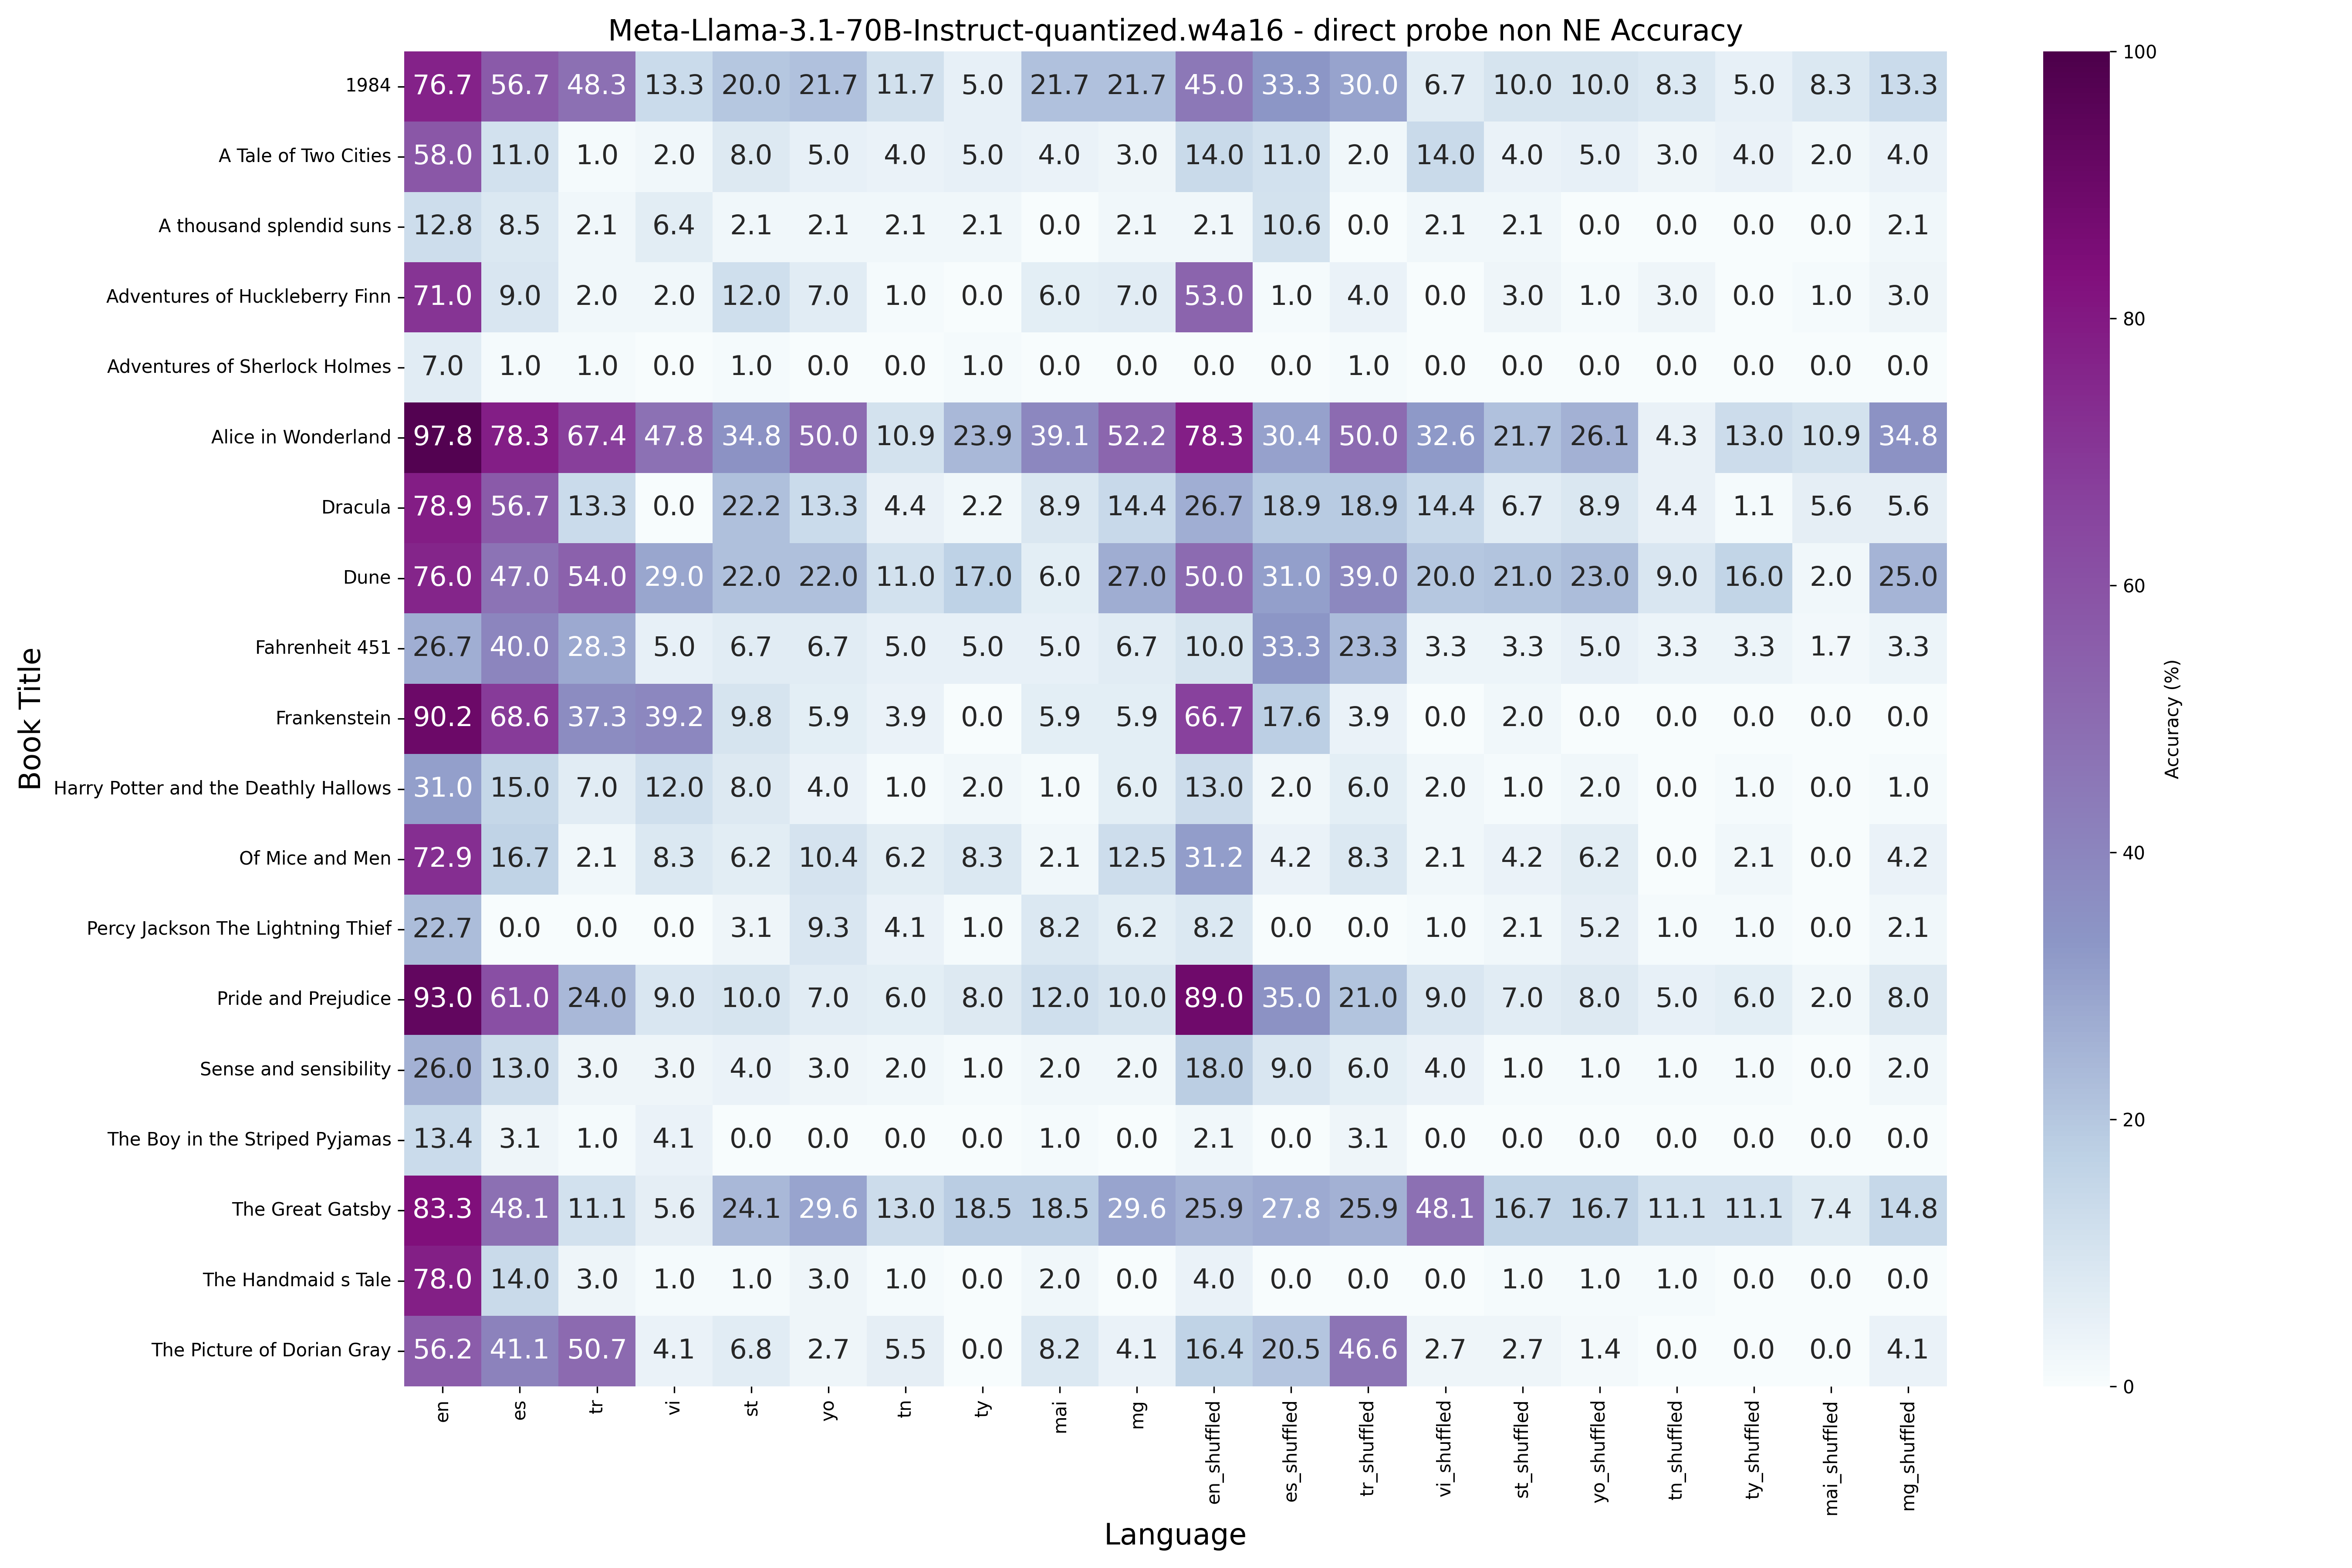 Meta-Llama-3.1-70B-Instruct-quantized.w4a16 - direct probe non NE Accuracy
Book Title
1984 76.7 56.7 48.3 13.3 20.0 21.7 11.7 5.0 21.7 21.7 45.0 33.3 30.0 6.7 10.0 10.0 8.3 5.0 8.3 13.3
A Tale of Two Cities 58.0 11.0 1.0 2.0 8.0 5.0 4.0 5.0 4.0 3.0 14.0 11.0 2.0 14.0 4.0 5.0 3.0 4.0 2.0 4.0
A thousand splendid suns 12.8 8.5 2.1 6.4 2.1 2.1 2.1 2.1 0.0 2.1 2.1 10.6 0.0 2.1 2.1 0.0 0.0 0.0 0.0 2.1
Adventures of Huckleberry Finn 71.0 9.0 2.0 2.0 12.0 7.0 1.0 0.0 6.0 7.0 53.0 1.0 4.0 0.0 3.0 1.0 3.0 0.0 1.0 3.0
Adventures of Sherlock Holmes 7.0 1.0 1.0 0.0 1.0 0.0 0.0 1.0 0.0 0.0 0.0 0.0 1.0 0.0 0.0 0.0 0.0 0.0 0.0 0.0
Alice in Wonderland 97.8 78.3 67.4 47.8 34.8 50.0 10.9 23.9 39.1 52.2 78.3 30.4 50.0 32.6 21.7 26.1 4.3 13.0 10.9 34.8
Dracula 78.9 56.7 13.3 0.0 22.2 13.3 4.4 2.2 8.9 14.4 26.7 18.9 18.9 14.4 6.7 8.9 4.4 1.1 5.6 5.6
Dune 76.0 47.0 54.0 29.0 22.0 22.0 11.0 17.0 6.0 27.0 50.0 31.0 39.0 20.0 21.0 23.0 9.0 16.0 2.0 25.0
Fahrenheit 451 26.7 40.0 28.3 5.0 6.7 6.7 5.0 5.0 5.0 6.7 10.0 33.3 23.3 3.3 3.3 5.0 3.3 3.3 1.7 3.3
Frankenstein 90.2 68.6 37.3 39.2 9.8 5.9 3.9 0.0 5.9 5.9 66.7 17.6 3.9 0.0 2.0 0.0 0.0 0.0 0.0 0.0
Harry Potter and the Deathly Hallows 31.0 15.0 7.0 12.0 8.0 4.0 1.0 2.0 1.0 6.0 13.0 2.0 6.0 2.0 1.0 2.0 0.0 1.0 0.0 1.0
Of Mice and Men 72.9 16.7 2.1 8.3 6.2 10.4 6.2 8.3 2.1 12.5 31.2 4.2 8.3 2.1 4.2 6.2 0.0 2.1 0.0 4.2
Percy Jackson The Lightning Thief 22.7 0.0 0.0 0.0 3.1 9.3 4.1 1.0 8.2 6.2 8.2 0.0 0.0 1.0 2.1 5.2 1.0 1.0 0.0 2.1
Pride and Prejudice 93.0 61.0 24.0 9.0 10.0 7.0 6.0 8.0 12.0 10.0 89.0 35.0 21.0 9.0 7.0 8.0 5.0 6.0 2.0 8.0
Sense and sensibility 26.0 13.0 3.0 3.0 4.0 3.0 2.0 1.0 2.0 2.0 18.0 9.0 6.0 4.0 1.0 1.0 1.0 1.0 0.0 2.0
The Boy in the Striped Pyjamas 13.4 3.1 1.0 4.1 0.0 0.0 0.0 0.0 1.0 0.0 2.1 0.0 3.1 0.0 0.0 0.0 0.0 0.0 0.0 0.0
The Great Gatsby 83.3 48.1 11.1 5.6 24.1 29.6 13.0 18.5 18.5 29.6 25.9 27.8 25.9 48.1 16.7 16.7 11.1 11.1 7.4 14.8
The Handmaid s Tale 78.0 14.0 3.0 1.0 1.0 3.0 1.0 0.0 2.0 0.0 4.0 0.0 0.0 0.0 1.0 1.0 1.0 0.0 0.0 0.0
The Picture of Dorian Gray 56.2 41.1 50.7 4.1 6.8 2.7 5.5 0.0 8.2 4.1 16.4 20.5 46.6 2.7 2.7 1.4 0.0 0.0 0.0 4.1
en es tr vi st yo tn ty mai mg en_shuffled es_shuffled tr_shuffled vi_shuffled st_shuffled yo_shuffled tn_shuffled ty_shuffled mai_shuffled mg_shuffled
Language
100
80
60
40
20
0
Accuracy (%)